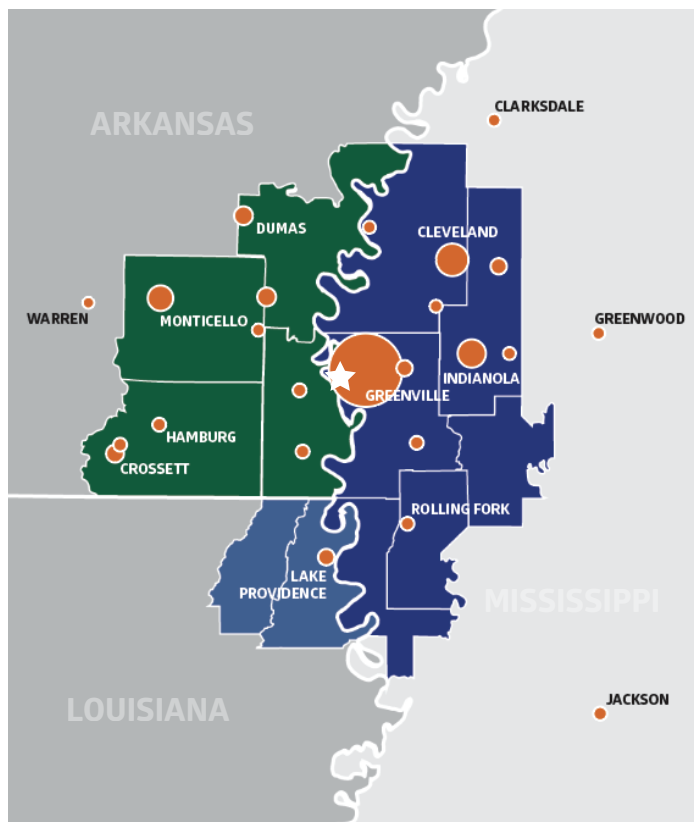 CLARKSDALE
ARKANSAS
DUMAS
CLEVELAND
WARREN
MONTICELLO
GREENWOOD
INDIANOLA
GREENVILLE
HAMBURG
CROSSETT
ROLLING FORK
LAKE
PROVIDENCE
MISSISSIPPI
JACKSON
LOUISIANA